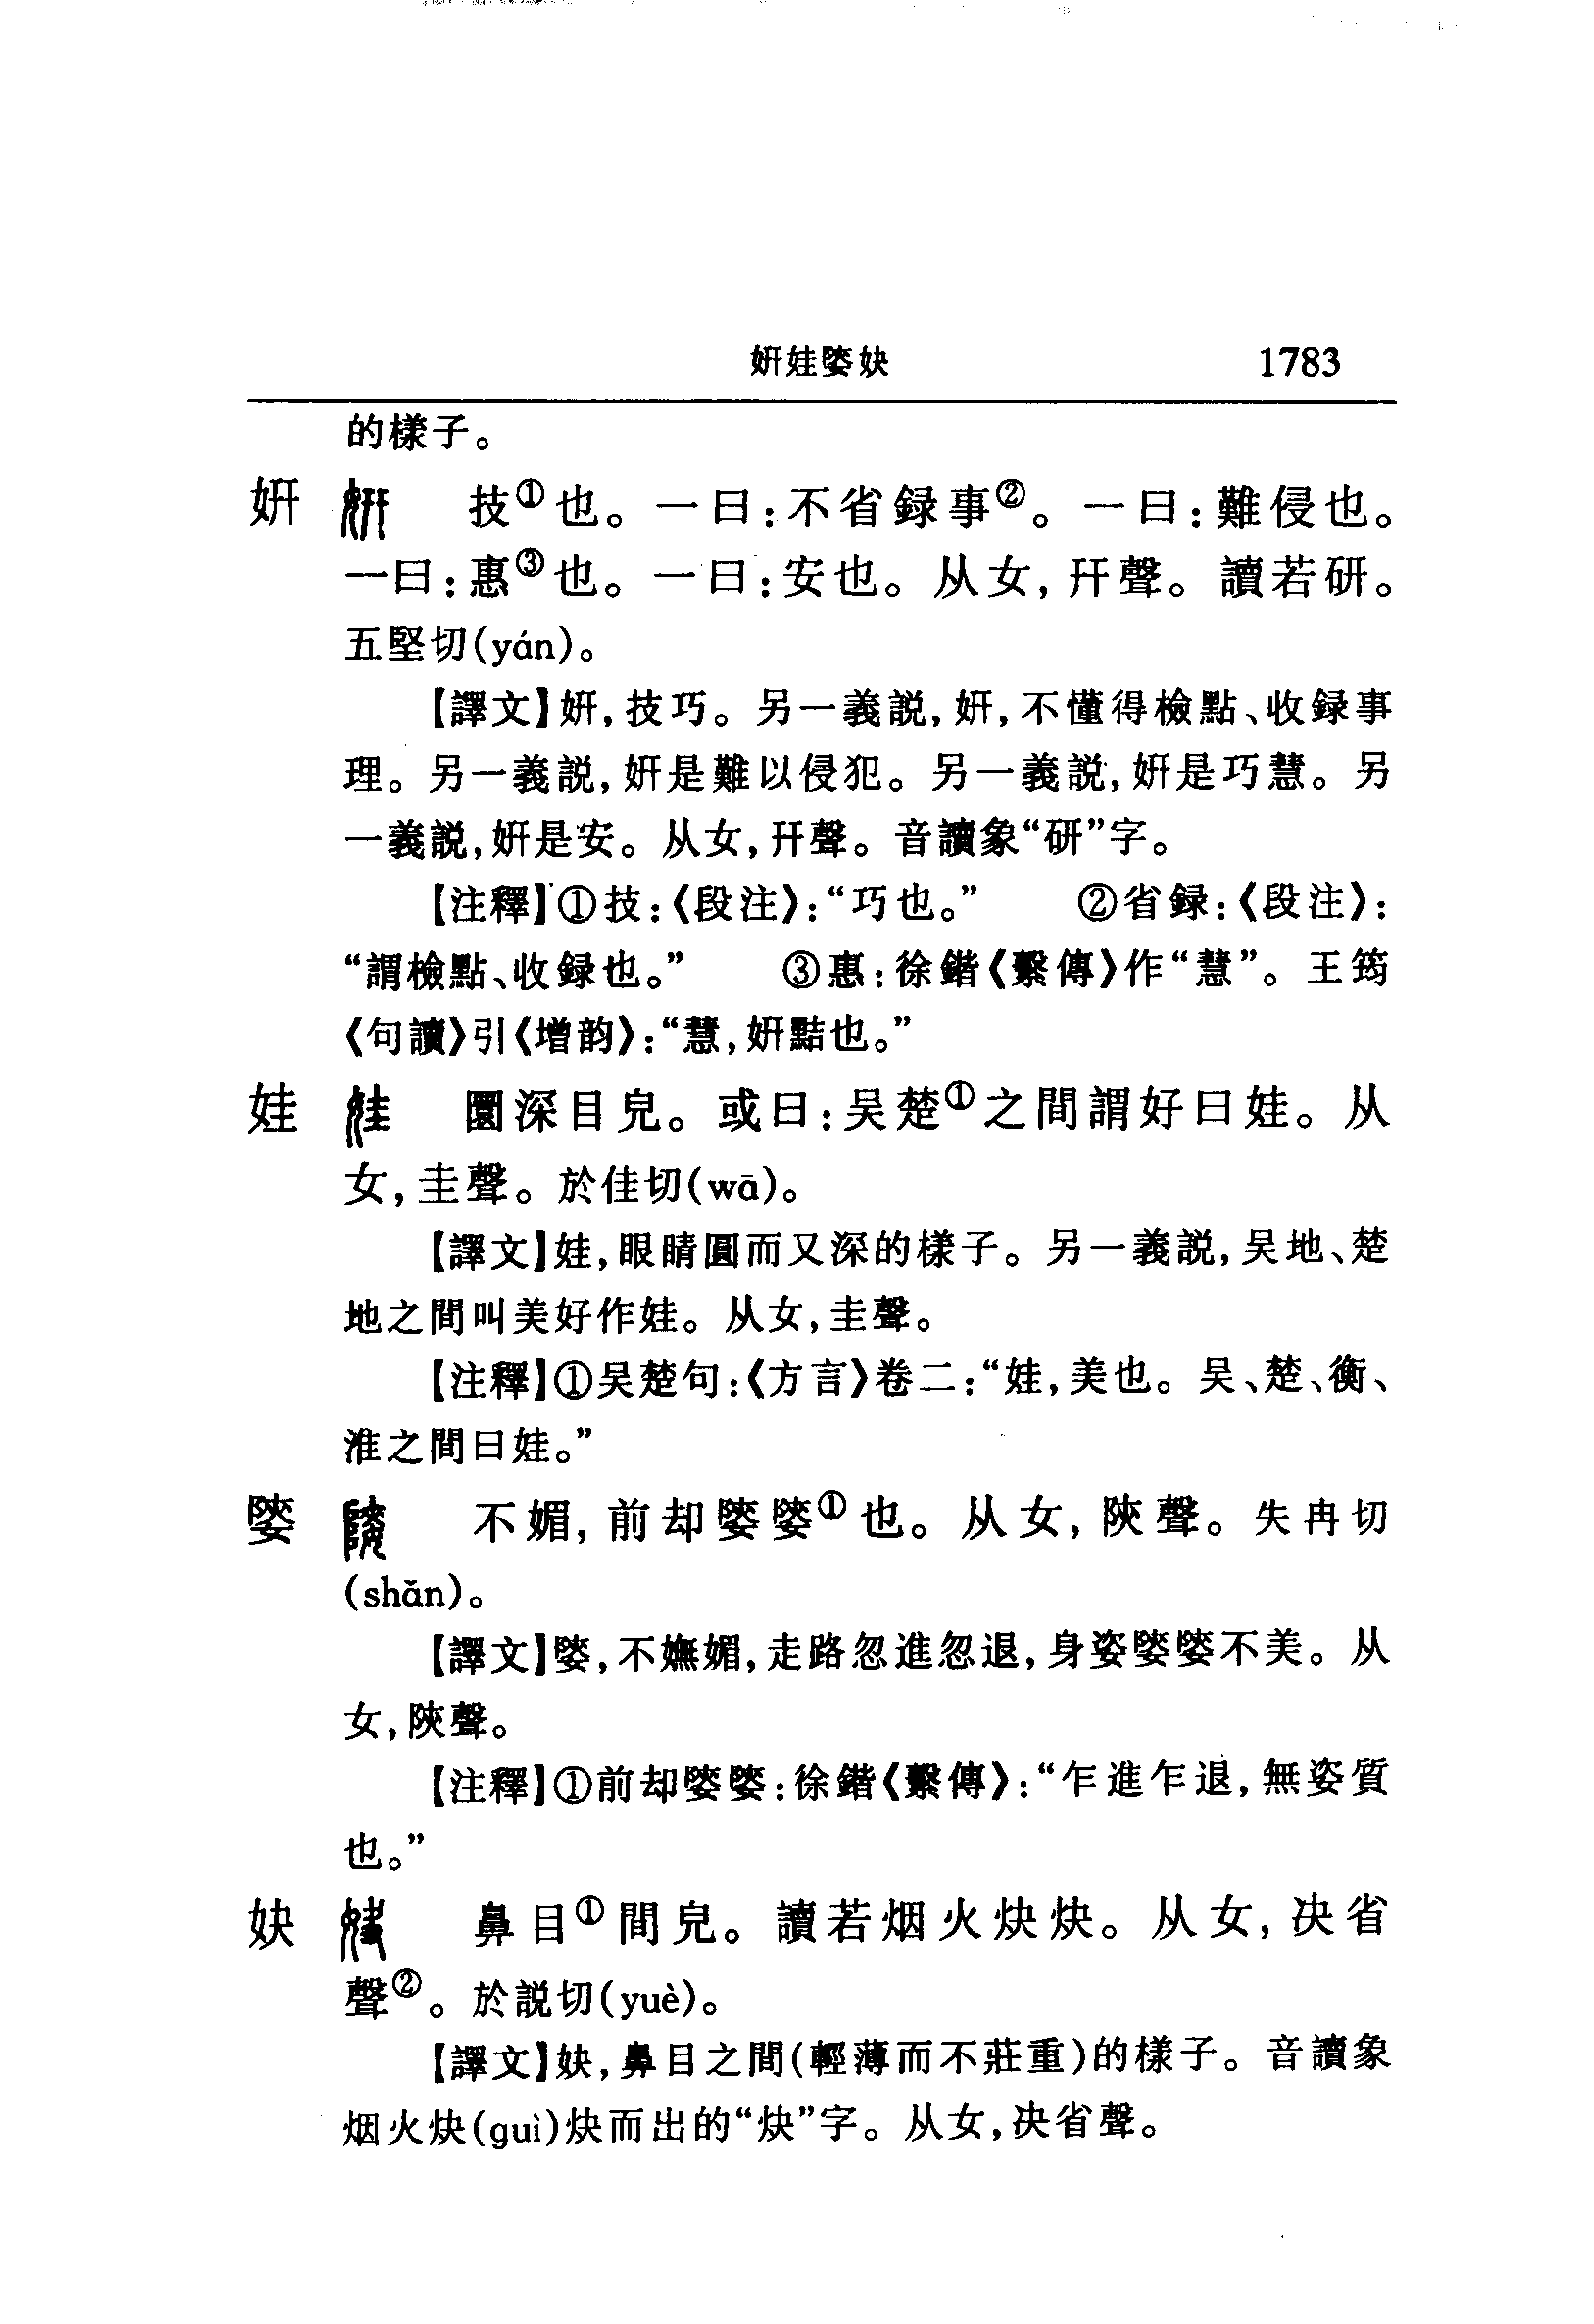 妍娃媣妜 1783
的樣子。
妍 技①也。一曰:不省録事②。一曰:難侵也。
一曰:惠③也。一曰:安也。从女,幵聲。讀若研。
五堅切(yán)。
【譯文】妍,技巧。另一義説,妍,不懂得檢點、收録事
理。另一義説,妍是難以侵犯。另一義説,妍是巧慧。另
一義説,妍是安。从女,幵聲。音讀象“研”字。
【注釋】①技:《段注》:“巧也。” ②省録:《段注》:
“謂檢點、收録也。” ③惠:徐鍇《繫傳》作“慧”。王筠
《句讀》引《增韵》:“慧,妍黠也。”
娃 圜深目皃。或曰:吴楚①之間謂好曰娃。从
女,圭聲。於佳切(wā)。
【譯文】娃,眼睛圓而又深的樣子。另一義説,吴地、楚
地之間叫美好作娃。从女,圭聲。
【注釋】①吴楚句:《方言》卷二:“娃,美也。吴、楚、衡、
淮之間曰娃。”
不媚,前却①也。从女,陝聲。失冉切
(shǎn)。
【譯文】,不嫵媚,走路忽進忽退,身姿不美。从
女,陝聲。
【注釋】①前却:徐鍇《繫傳》:“乍進乍退,無姿質
也。”
妜 鼻目①間皃。讀若烟火炔炔。从女,决省
聲②。於説切(yuè)。
【譯文】妜,鼻目之間(輕薄而不莊重)的樣子。音讀象
烟火炔(guì)炔而出的“炔”字。从女,决省聲。